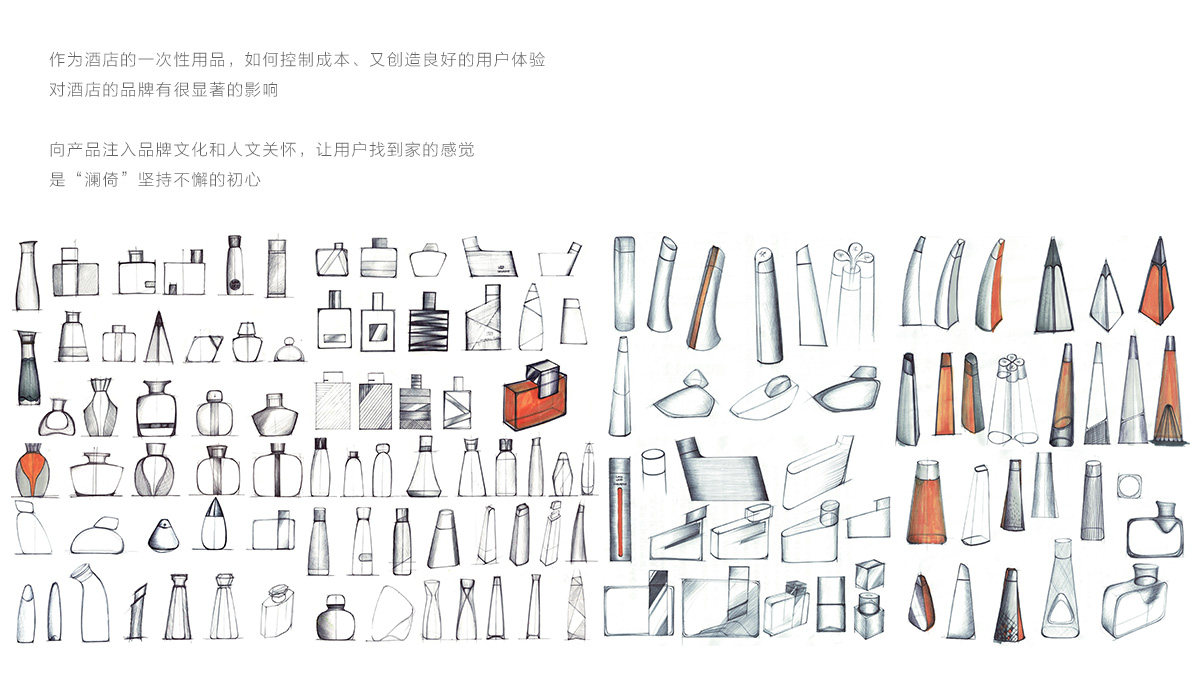 作为酒店的一次性用品，如何控制成本、又创造良好的用户体验
对酒店的品牌有很显著的影响
向产品注入品牌文化和人文关怀，让用户找到家的感觉
是“澜倚”坚持不懈的初心